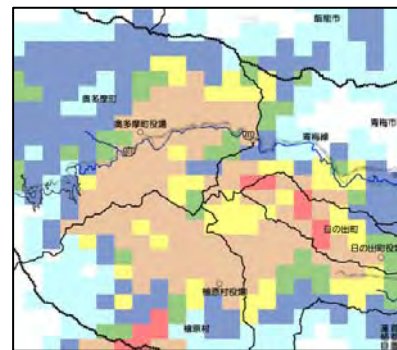 飯能市
奥多摩町
奥多摩町役場
青梅市
青梅線
日の出町
日の出町役場
檜原村役場
檜原村